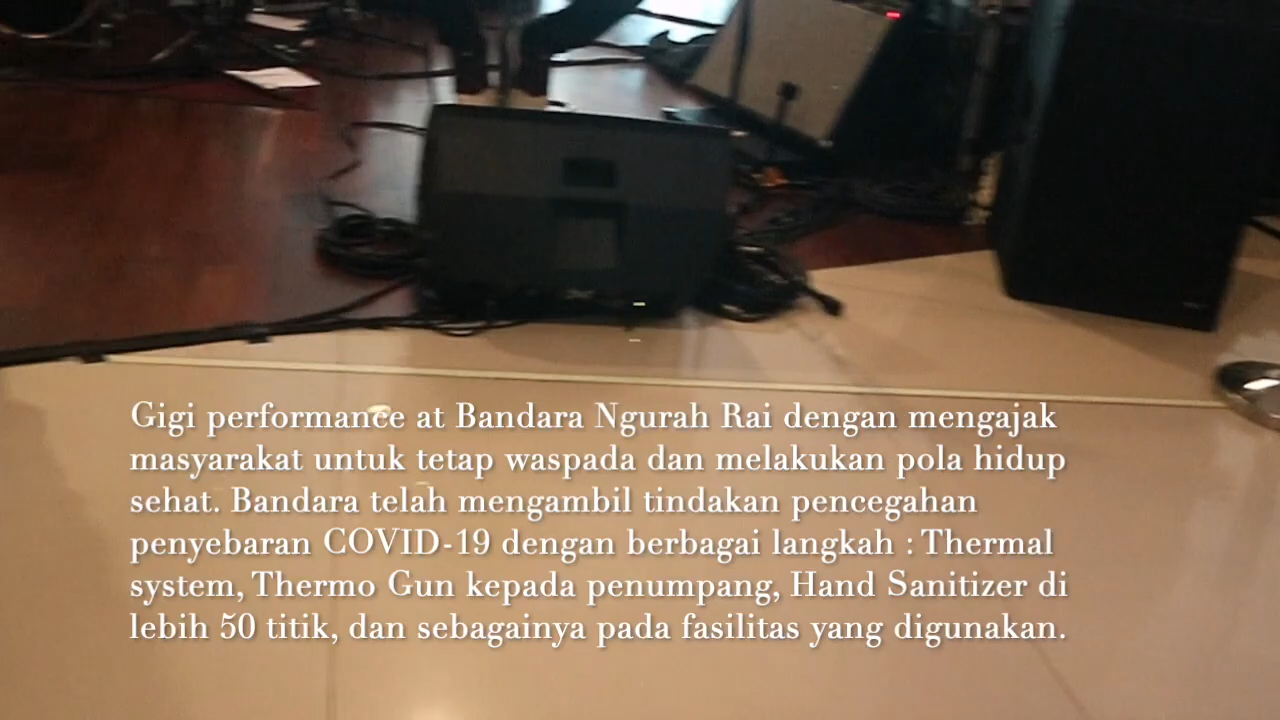 Gigi performance at Bandara Ngurah Rai dengan mengajak
masyarakat untuk tetap waspada dan melakukan pola hidup
sehat. Bandara telah mengambil tindakan pencegahan
penyebaran COVID-19 dengan berbagai langkah : Thermal
system, Thermo Gun kepada penumpang, Hand Sanitizer di
lebih 50 titik, dan sebagainya pada fasilitas yang digunakan.